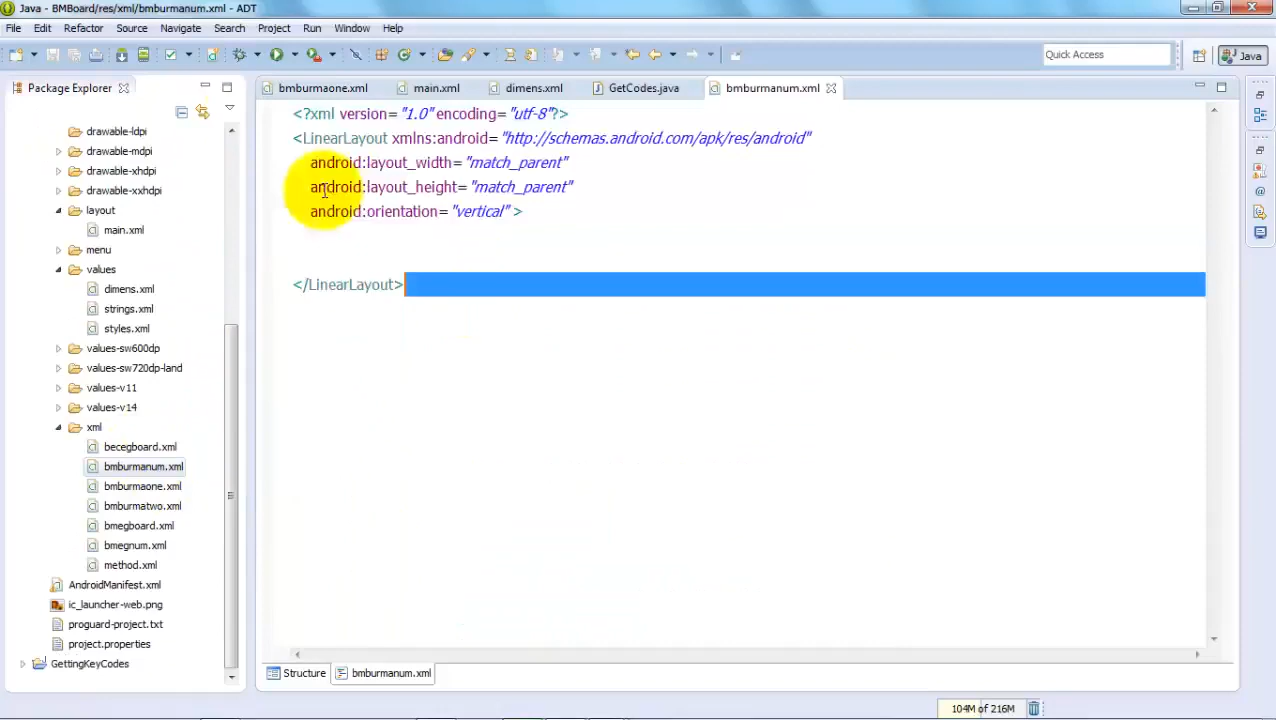 Java - BMBoard/res/xml/bmburmanum.xml - ADT
File Edit Refactor Source Navigate Search Project Run Window Help
Quick Access
Java
Package Explorer
bmburmaone.xml main.xml dimens.xml GetCodes.java bmburmanum.xml
drawable-ldpi
drawable-mdpi
drawable-xhdpi
drawable-xxhdpi
layout
main.xml
menu
values
dimens.xml
strings.xml
styles.xml
values-sw600dp
values-sw720dp-land
values-v11
values-v14
xml
becegboard.xml
bmburmanum.xml
bmburmaone.xml
bmburmatwo.xml
bmegboard.xml
bmegnum.xml
method.xml
AndroidManifest.xml
ic_launcher-web.png
proguard-project.txt
project.properties
GettingKeyCodes
<?xml version="1.0" encoding="utf-8"?>
<LinearLayout xmlns:android="http://schemas.android.com/apk/res/android"
android:layout_width="match_parent"
android:layout_height="match_parent"
android:orientation="vertical" >
</LinearLayout>
Structure bmburmanum.xml
104M of 216M